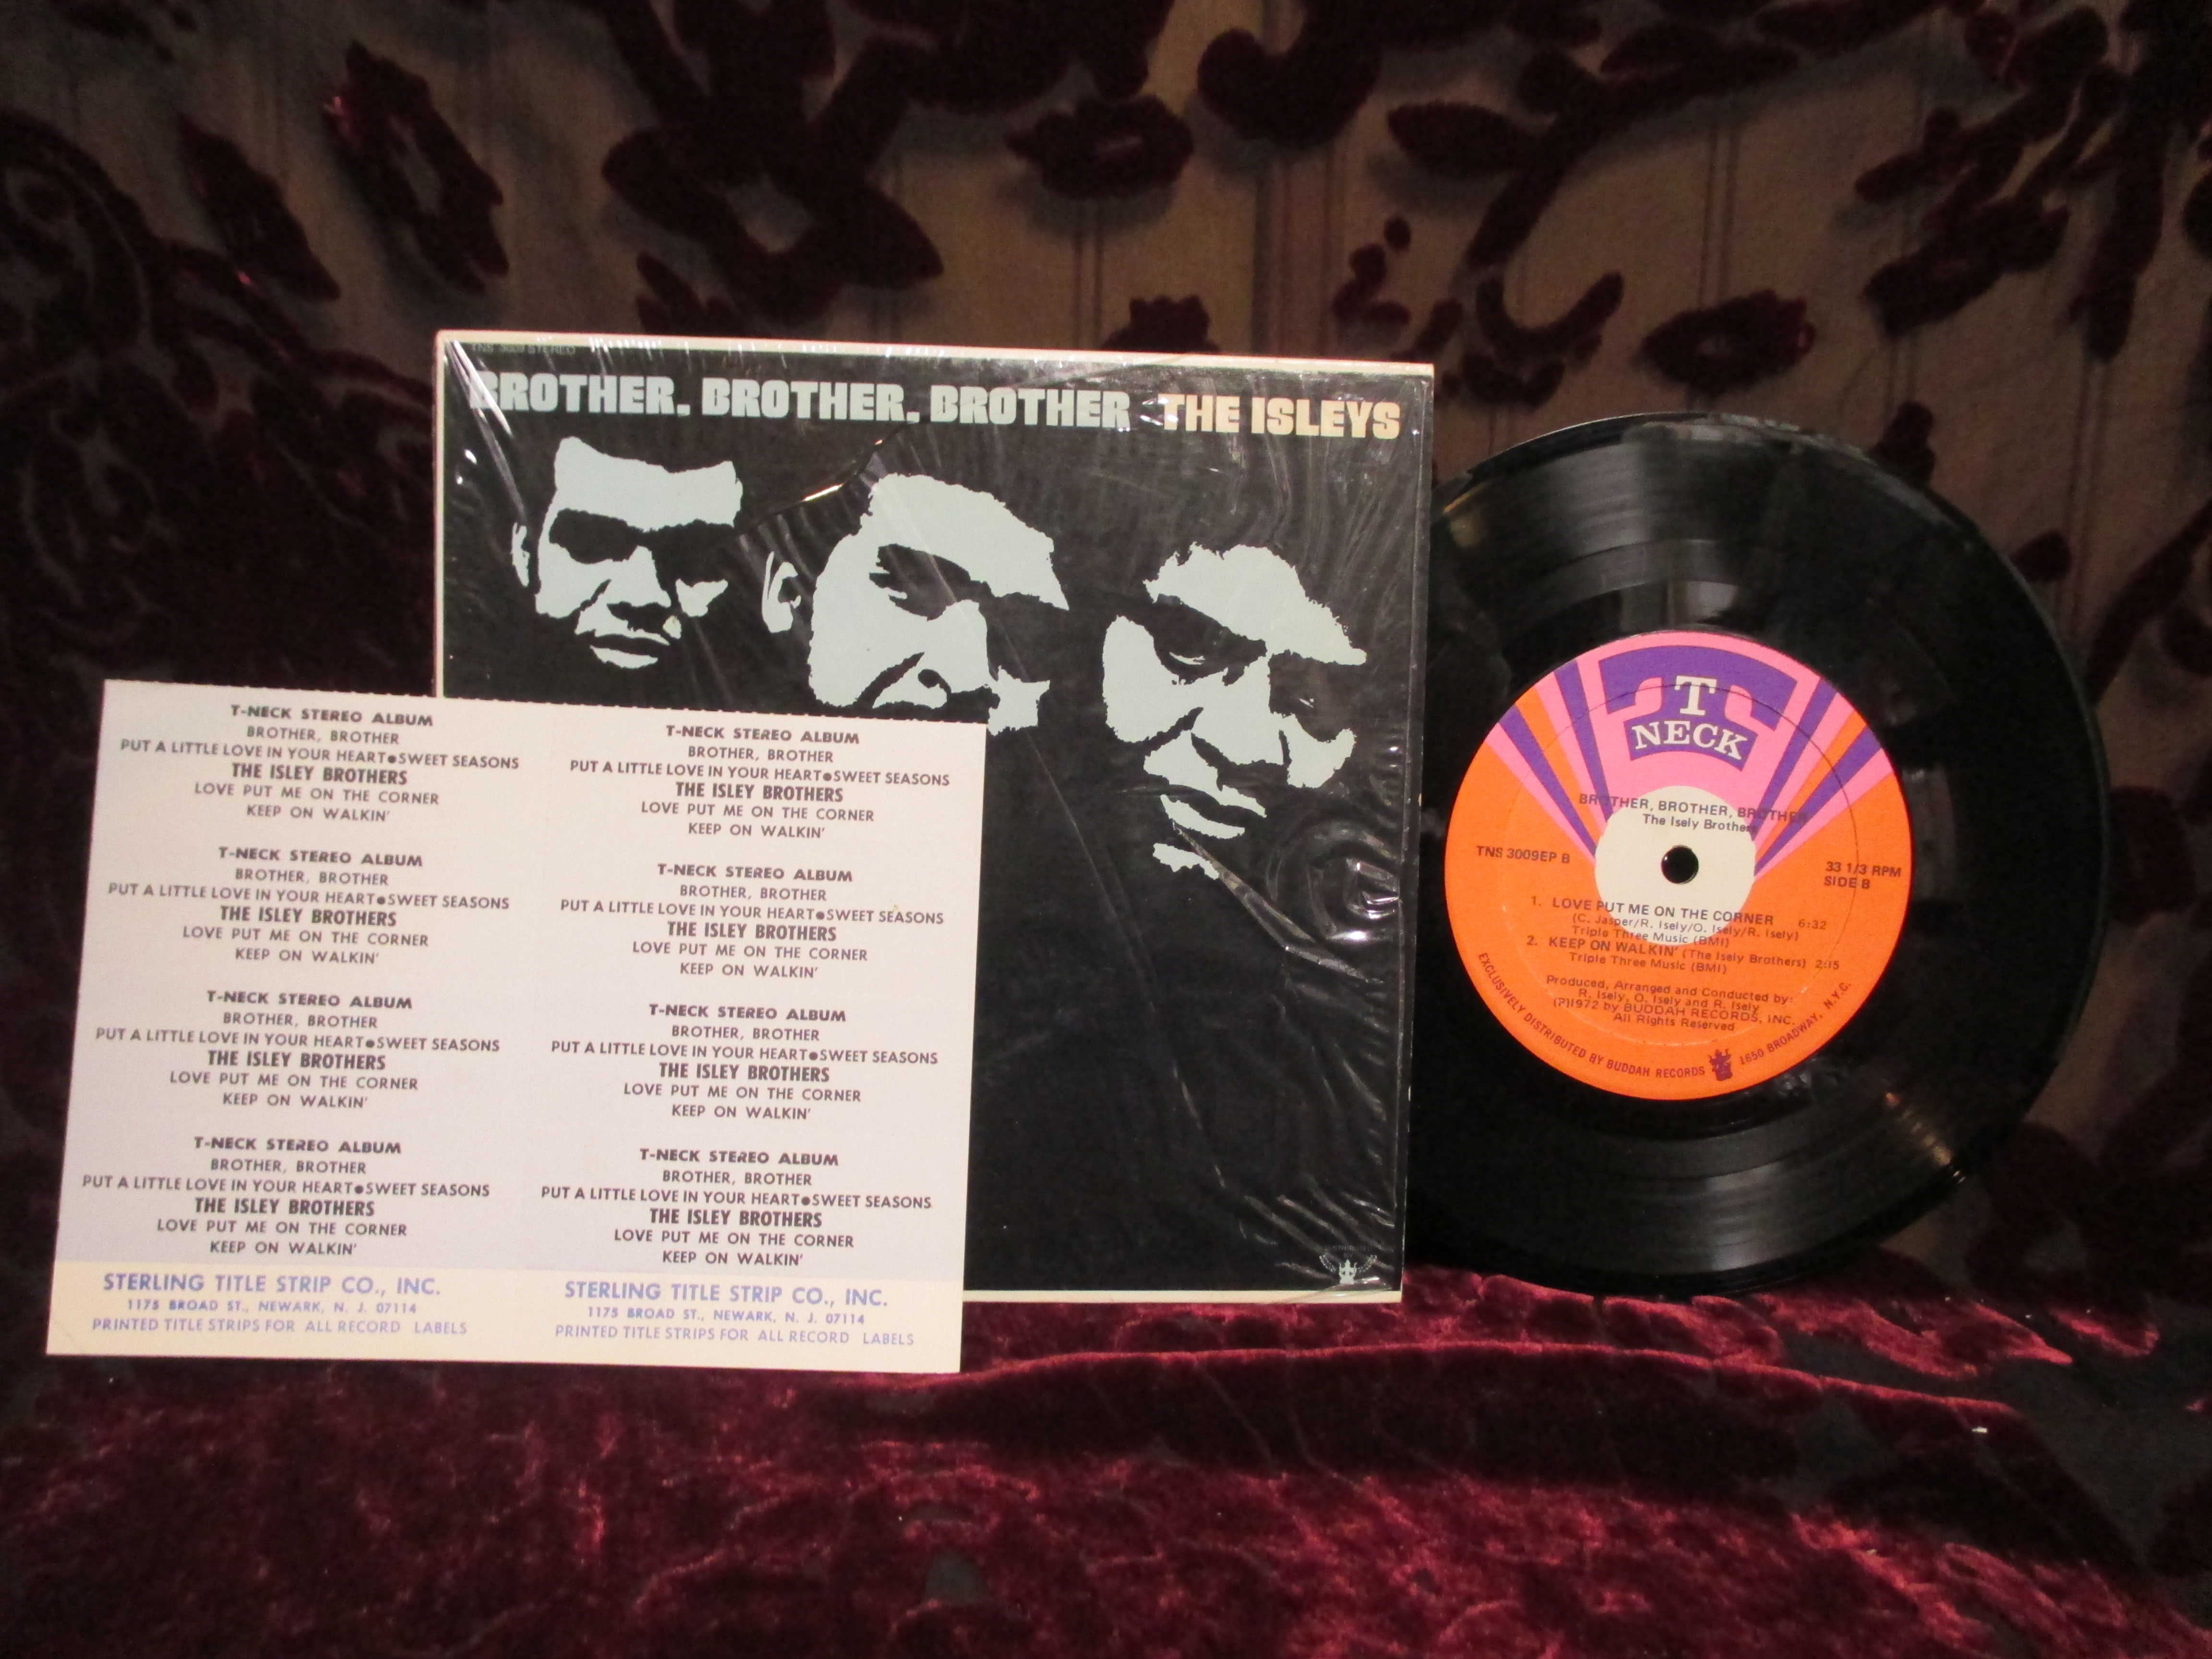 TNS 3009 STEREO
BROTHER, BROTHER, BROTHER THE ISLEYS
T-NECK STEREO ALBUM
BROTHER, BROTHER
PUT A LITTLE LOVE IN YOUR HEART●SWEET SEASONS
THE ISLEY BROTHERS
LOVE PUT ME ON THE CORNER
KEEP ON WALKIN'
T-NECK STEREO ALBUM
BROTHER, BROTHER
PUT A LITTLE LOVE IN YOUR HEART●SWEET SEASONS
THE ISLEY BROTHERS
LOVE PUT ME ON THE CORNER
KEEP ON WALKIN'
T-NECK STEREO ALBUM
BROTHER, BROTHER
PUT A LITTLE LOVE IN YOUR HEART●SWEET SEASONS
THE ISLEY BROTHERS
LOVE PUT ME ON THE CORNER
KEEP ON WALKIN'
T-NECK STEREO ALBUM
BROTHER, BROTHER
PUT A LITTLE LOVE IN YOUR HEART●SWEET SEASONS
THE ISLEY BROTHERS
LOVE PUT ME ON THE CORNER
KEEP ON WALKIN'
STERLING TITLE STRIP CO., INC.
1175 BROAD ST., NEWARK, N. J. 07114
PRINTED TITLE STRIPS FOR ALL RECORD LABELS
T-NECK STEREO ALBUM
BROTHER, BROTHER
PUT A LITTLE LOVE IN YOUR HEART●SWEET SEASONS
THE ISLEY BROTHERS
LOVE PUT ME ON THE CORNER
KEEP ON WALKIN'
T-NECK STEREO ALBUM
BROTHER, BROTHER
PUT A LITTLE LOVE IN YOUR HEART●SWEET SEASONS
THE ISLEY BROTHERS
LOVE PUT ME ON THE CORNER
KEEP ON WALKIN'
T-NECK STEREO ALBUM
BROTHER, BROTHER
PUT A LITTLE LOVE IN YOUR HEART●SWEET SEASONS
THE ISLEY BROTHERS
LOVE PUT ME ON THE CORNER
KEEP ON WALKIN'
T-NECK STEREO ALBUM
BROTHER, BROTHER
PUT A LITTLE LOVE IN YOUR HEART●SWEET SEASONS
THE ISLEY BROTHERS
LOVE PUT ME ON THE CORNER
KEEP ON WALKIN'
STERLING TITLE STRIP CO., INC.
1175 BROAD ST., NEWARK, N. J. 07114
PRINTED TITLE STRIPS FOR ALL RECORD LABELS
T
NECK
BROTHER, BROTHER, BROTHER
The Isely Brothers
TNS 3009EP B
33 1/3 RPM
SIDE B
1. LOVE PUT ME ON THE CORNER 6:32
(C. Jasper/R. Isely/O. Isely/R. Isely)
Triple Three Music (BMI)
2. KEEP ON WALKIN' (The Isely Brothers) 2:15
Triple Three Music (BMI)
Produced, Arranged and Conducted by:
R. Isely, O. Isely and R. Isely
(P)1972 by BUDDAH RECORDS, INC.
All Rights Reserved
EXCLUSIVELY DISTRIBUTED BY BUDDAH RECORDS 1650 BROADWAY, N.Y.C.